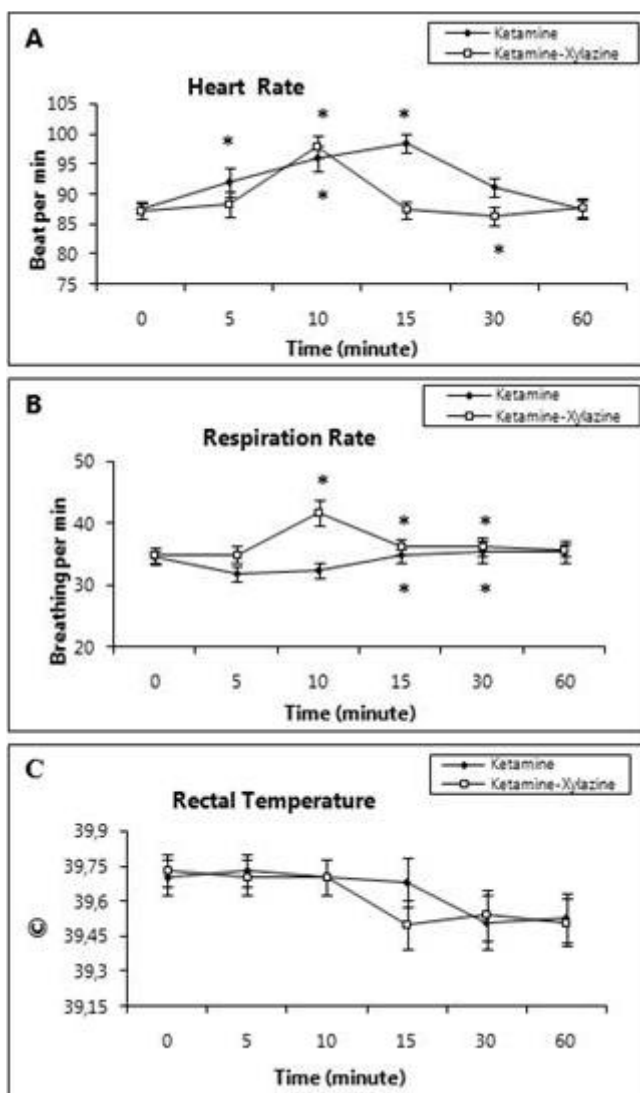 A
Ketamine
Ketamine-Xylazine
Heart Rate
*
*
*
105
100
95
90
85
80
75
*
*
Beat per min
0 5 10 15 30 60
Time (minute)
B
Ketamine
Ketamine-Xylazine
Respiration Rate
50
40
30
20
*
*
*
*
*
Breathing per min
0 5 10 15 30 60
Time (minute)
C
Ketamine
Ketamine-Xylazine
Rectal Temperature
39,9
39,75
39,6
39,45
39,3
39,15
©
0 5 10 15 30 60
Time (minute)